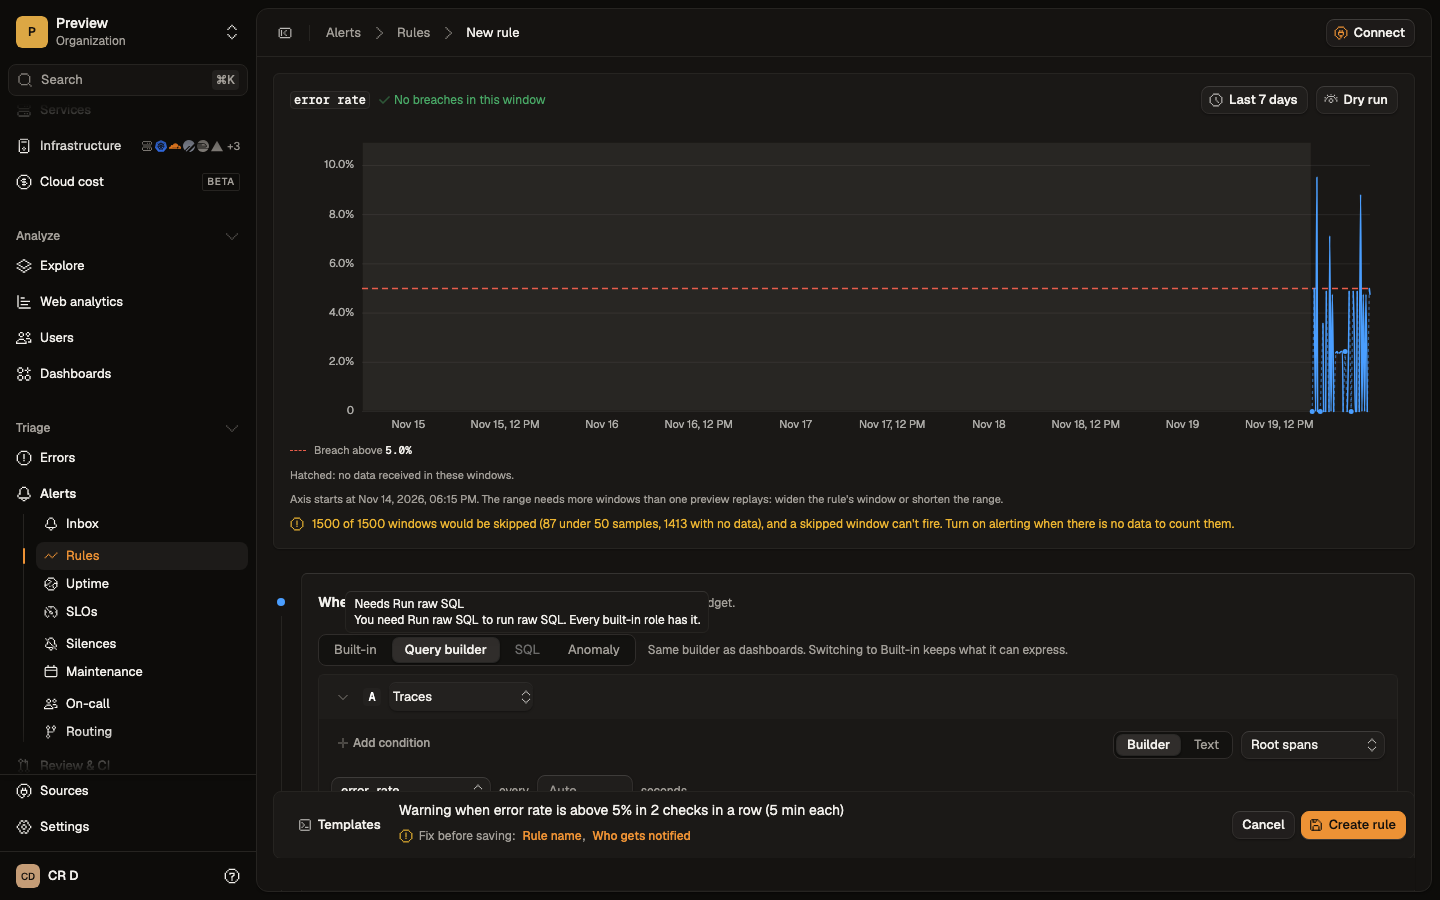 P
Preview
Organization
Search
⌘K
Services
Infrastructure
+3
Cloud cost
BETA
Analyze
Explore
Web analytics
Users
Dashboards
Triage
Errors
Alerts
Inbox
Rules
Uptime
SLOs
Silences
Maintenance
On-call
Routing
Review & CI
Sources
Settings
CD
CR D
Alerts
Rules
New rule
Connect
error rate
No breaches in this window
Last 7 days
Dry run
10.0%
8.0%
6.0%
4.0%
2.0%
0
Nov 15
Nov 15, 12 PM
Nov 16
Nov 16, 12 PM
Nov 17
Nov 17, 12 PM
Nov 18
Nov 18, 12 PM
Nov 19
Nov 19, 12 PM
Breach above 5.0%
Hatched: no data received in these windows.
Axis starts at Nov 14, 2026, 06:15 PM. The range needs more windows than one preview replays: widen the rule's window or shorten the range.
1500 of 1500 windows would be skipped (87 under 50 samples, 1413 with no data), and a skipped window can't fire. Turn on alerting when there is no data to count them.
Needs Run raw SQL
You need Run raw SQL to run raw SQL. Every built-in role has it.
Built-in
Query builder
SQL
Anomaly
Same builder as dashboards. Switching to Built-in keeps what it can express.
A
Traces
Add condition
Builder
Text
Root spans
error rate
every
Auto
seconds
Templates
Warning when error rate is above 5% in 2 checks in a row (5 min each)
Fix before saving: Rule name, Who gets notified
Cancel
Create rule